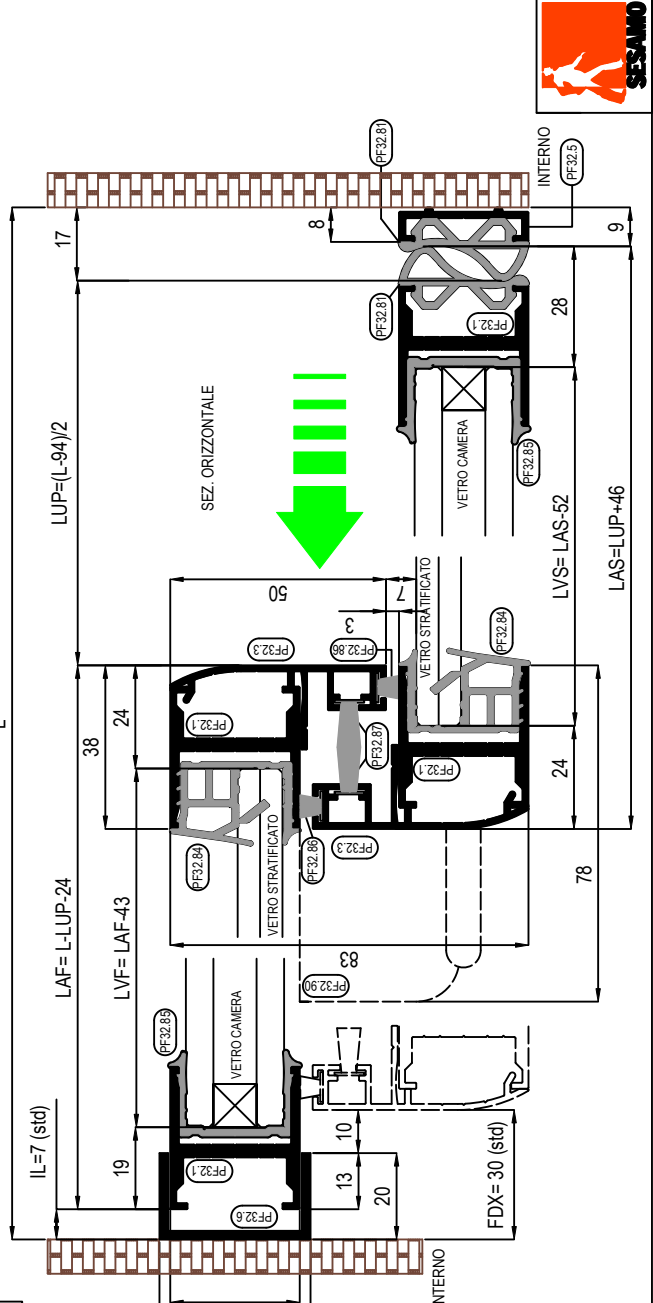 SESAMO
INTERNO
PF32.5
PF32.81
17
8
9
PF32.81
PF32.1
28
LUP=(L-94)/2
SEZ. ORIZZONTALE
VETRO CAMERA
PF32.85
LVS= LAS-52
LAS=LUP+46
50
7
3
VETRO STRATIFICATO
PF32.84
PF32.3
PF32.86
PF32.1
PF32.87
PF32.1
24
38
24
PF32.84
VETRO STRATIFICATO
PF32.86
PF32.3
78
83
PF32.90
LAF= L-LUP-24
LVF= LAF-43
PF32.85
VETRO CAMERA
IL=7 (std)
19
PF32.1
PF32.6
10
13
20
FDX= 30 (std)
INTERNO